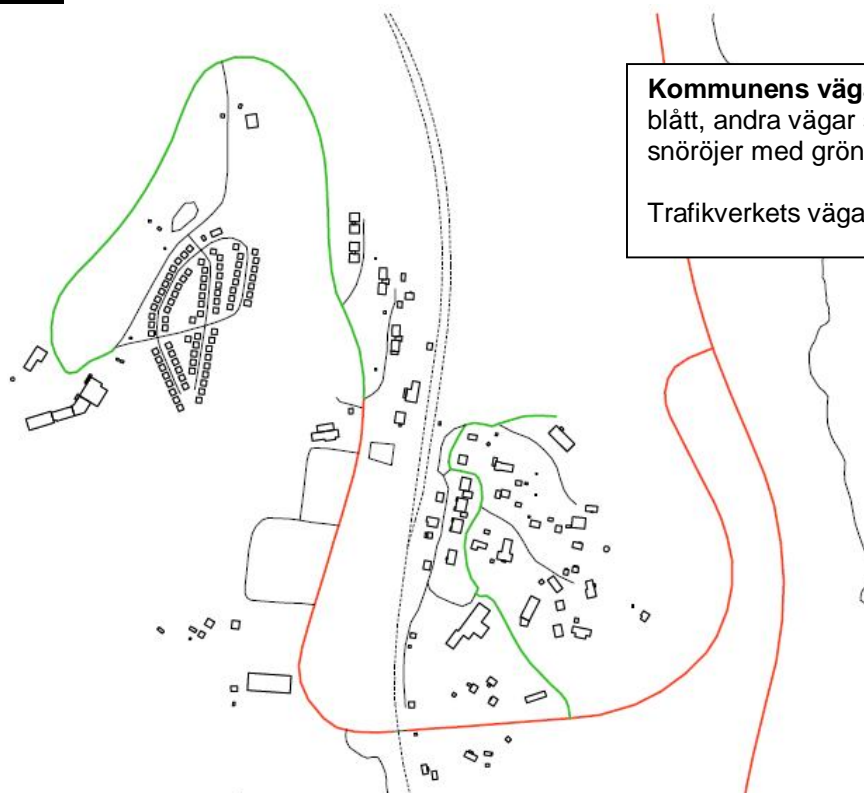 Kommunens väg
blått, andra vägar
snöröjer med grön
Trafikverkets väga